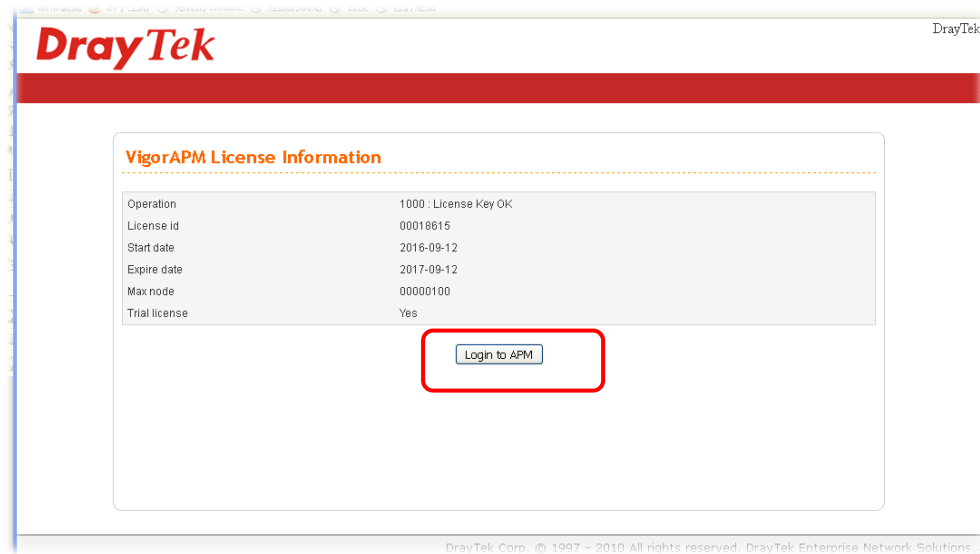 DrayTek
DrayTek
VigorAPM License Information
Operation 1000 : License Key OK
License id 00018615
Start date 2016-09-12
Expire date 2017-09-12
Max node 00000100
Trial license Yes
Login to APM
DrayTek Corp. © 1997 - 2010 All rights reserved. DrayTek Enterprise Network Solutions.